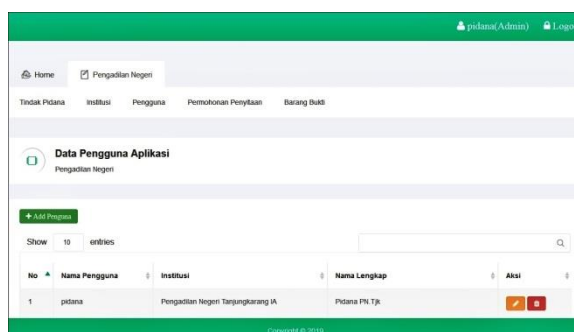 pidana(Admin) Logo
Home Pengadilan Negeri
Tindak Pidana Institusi Pengguna Permohonan Penyitaan Barang Bukti
Data Pengguna Aplikasi
Pengadilan Negeri
+ Add Penguna
Show 10 entries
No Nama Pengguna Institusi Nama Lengkap Aksi
1 pidana Pengadilan Negeri Tanjungkarang IA Pidana PN.Tjk
Copyright © 2019